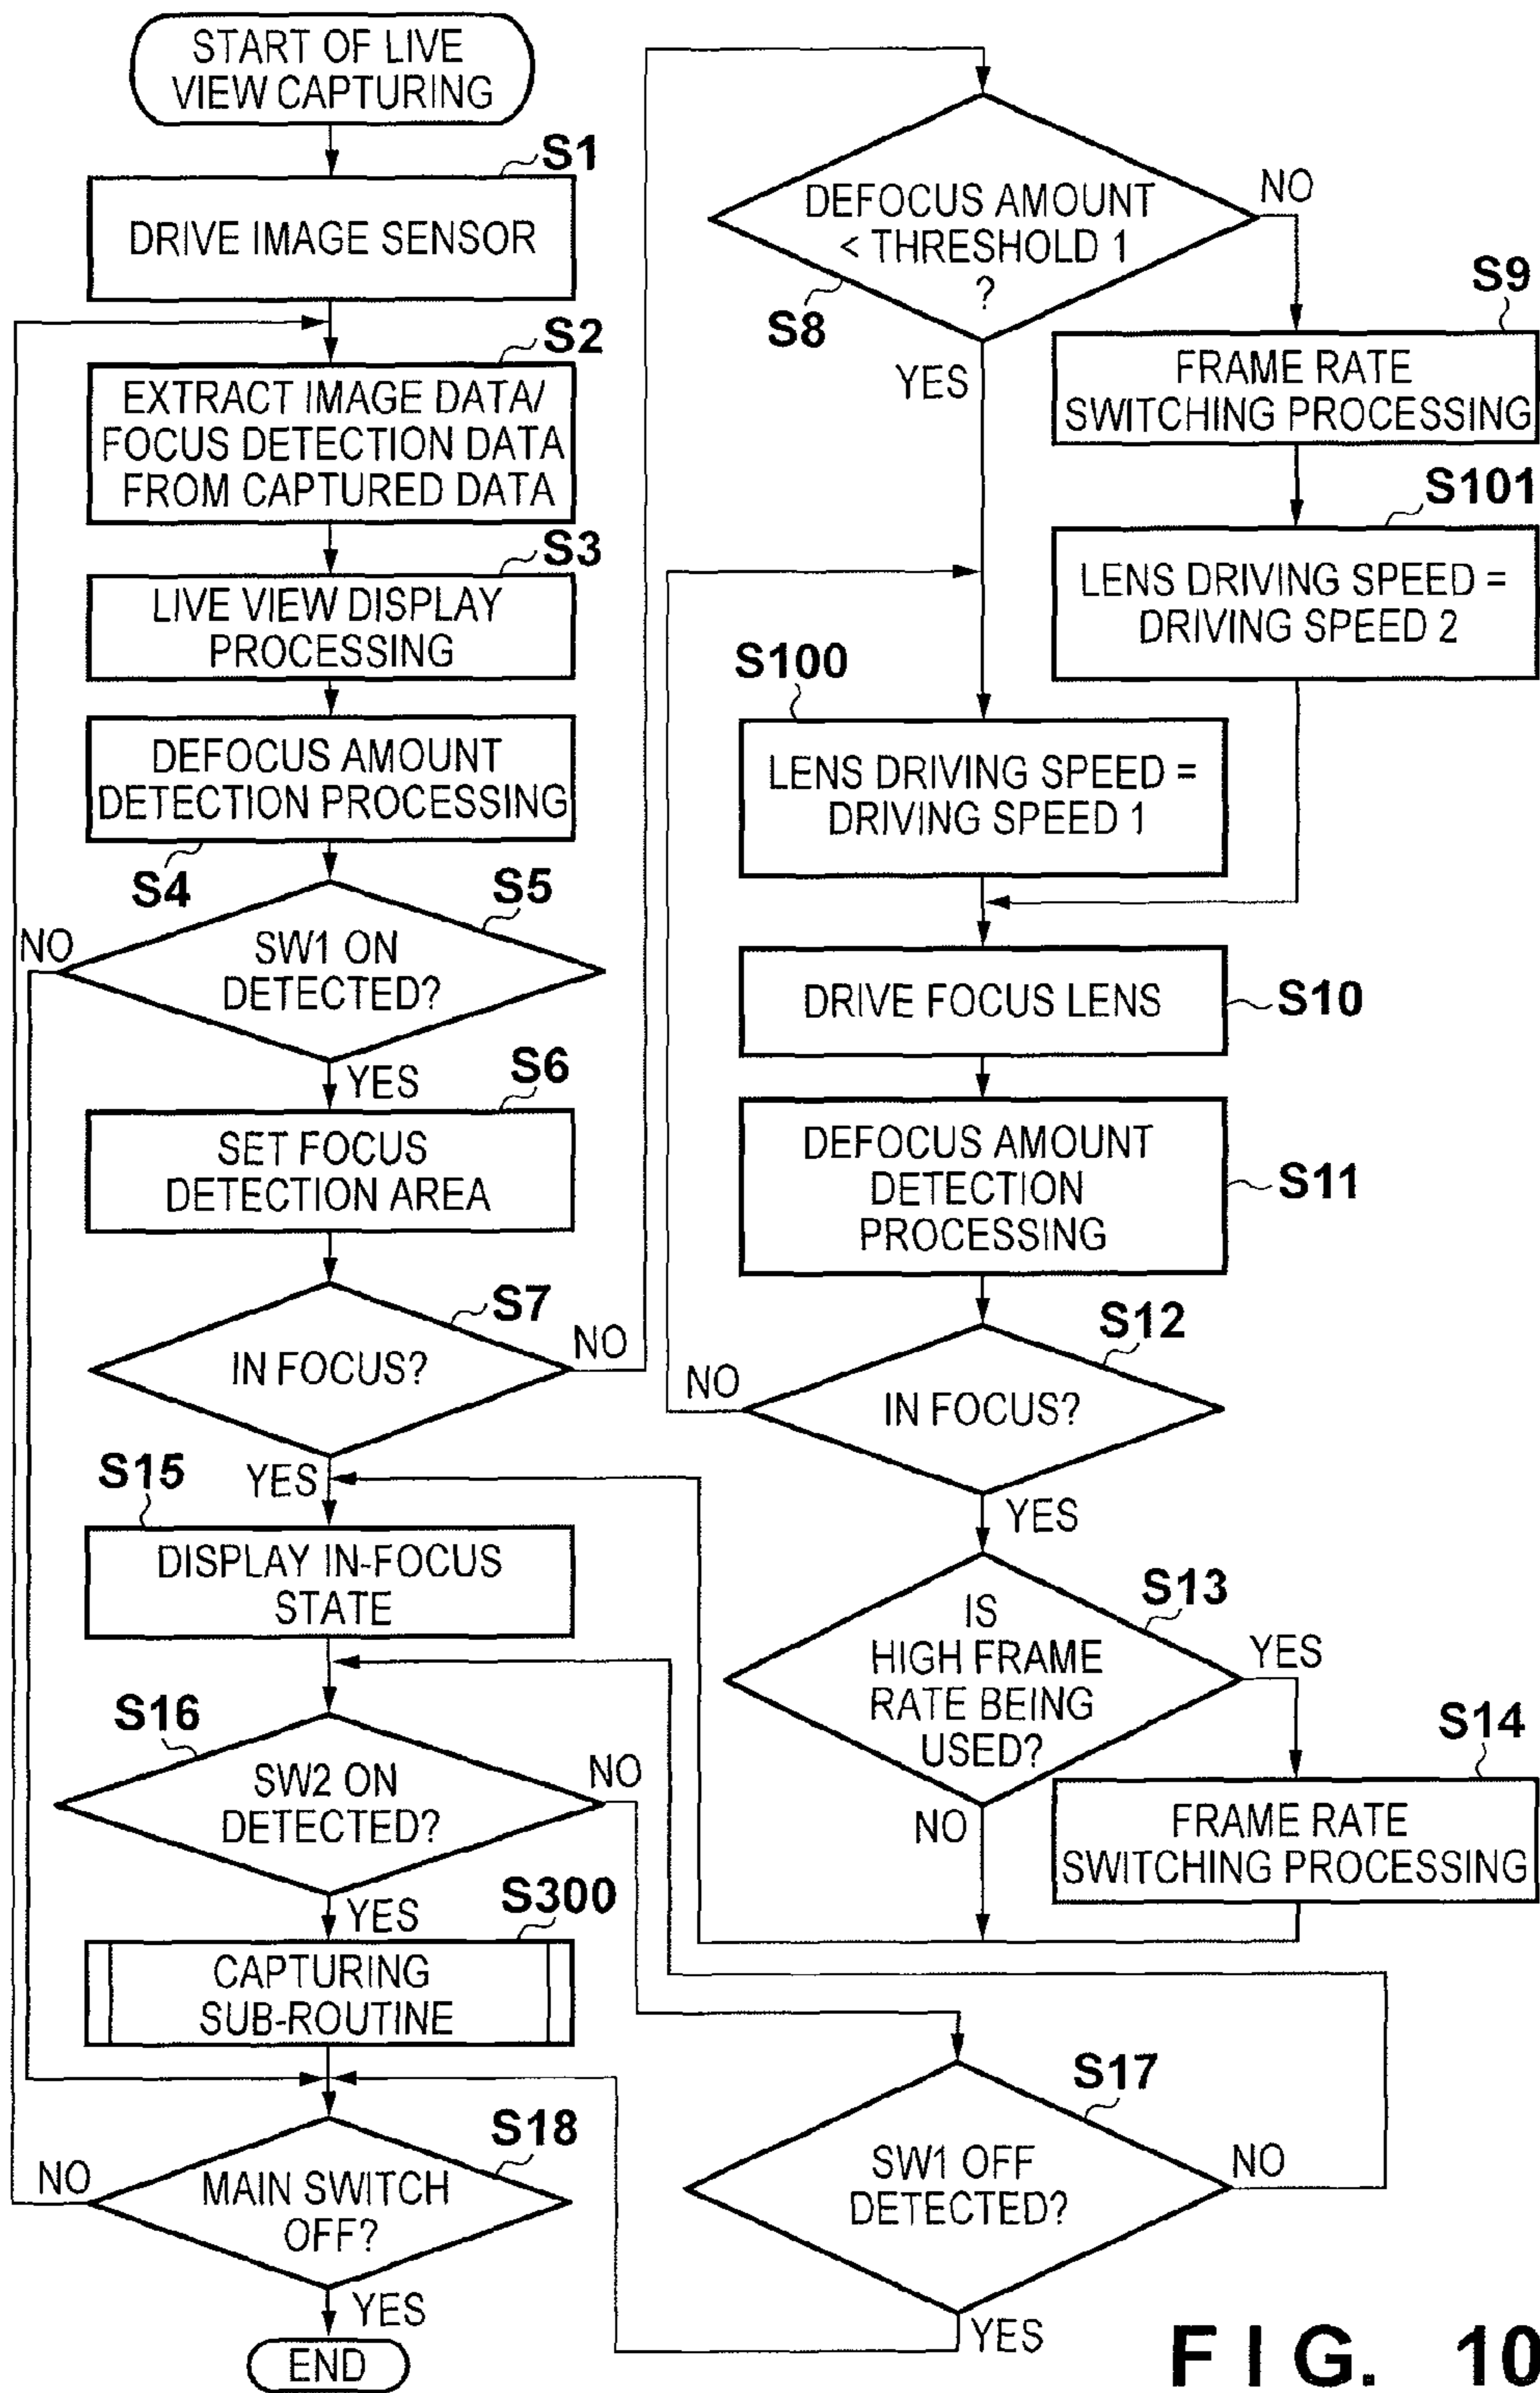 START OF LIVE
VIEW CAPTURING
S1
DRIVE IMAGE SENSOR
S2
EXTRACT IMAGE DATA/
FOCUS DETECTION DATA
FROM CAPTURED DATA
S3
LIVE VIEW DISPLAY
PROCESSING
DEFOCUS AMOUNT
DETECTION PROCESSING
S4
S5
NO
SW1 ON
DETECTED?
YES
S6
SET FOCUS
DETECTION AREA
S7
IN FOCUS?
NO
YES
DEFOCUS AMOUNT
< THRESHOLD 1
?
S8
NO
YES
S9
FRAME RATE
SWITCHING PROCESSING
S101
LENS DRIVING SPEED =
DRIVING SPEED 2
S100
LENS DRIVING SPEED =
DRIVING SPEED 1
DRIVE FOCUS LENS
S10
DEFOCUS AMOUNT
DETECTION
PROCESSING
S11
S12
NO
IN FOCUS?
YES
S13
IS
HIGH FRAME
RATE BEING
USED?
YES
NO
S14
FRAME RATE
SWITCHING PROCESSING
S15
DISPLAY IN-FOCUS
STATE
S16
SW2 ON
DETECTED?
NO
YES
S300
CAPTURING
SUB-ROUTINE
S17
SW1 OFF
DETECTED?
NO
YES
S18
NO
MAIN SWITCH
OFF?
YES
END
FIG. 10